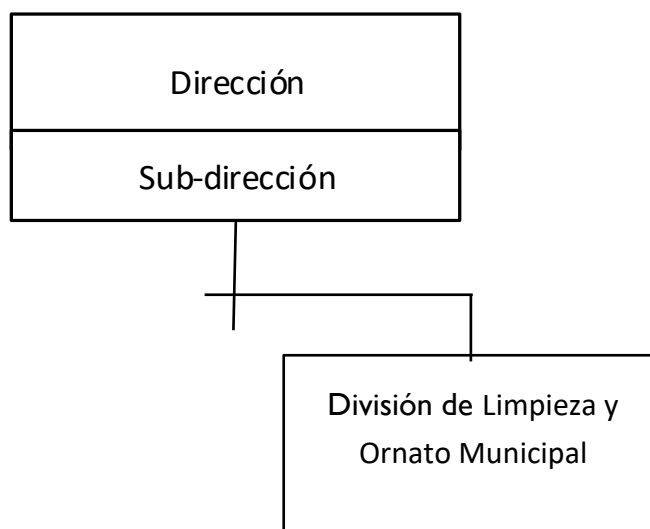 Dirección
Sub-dirección
División de Limpieza y
Ornato Municipal